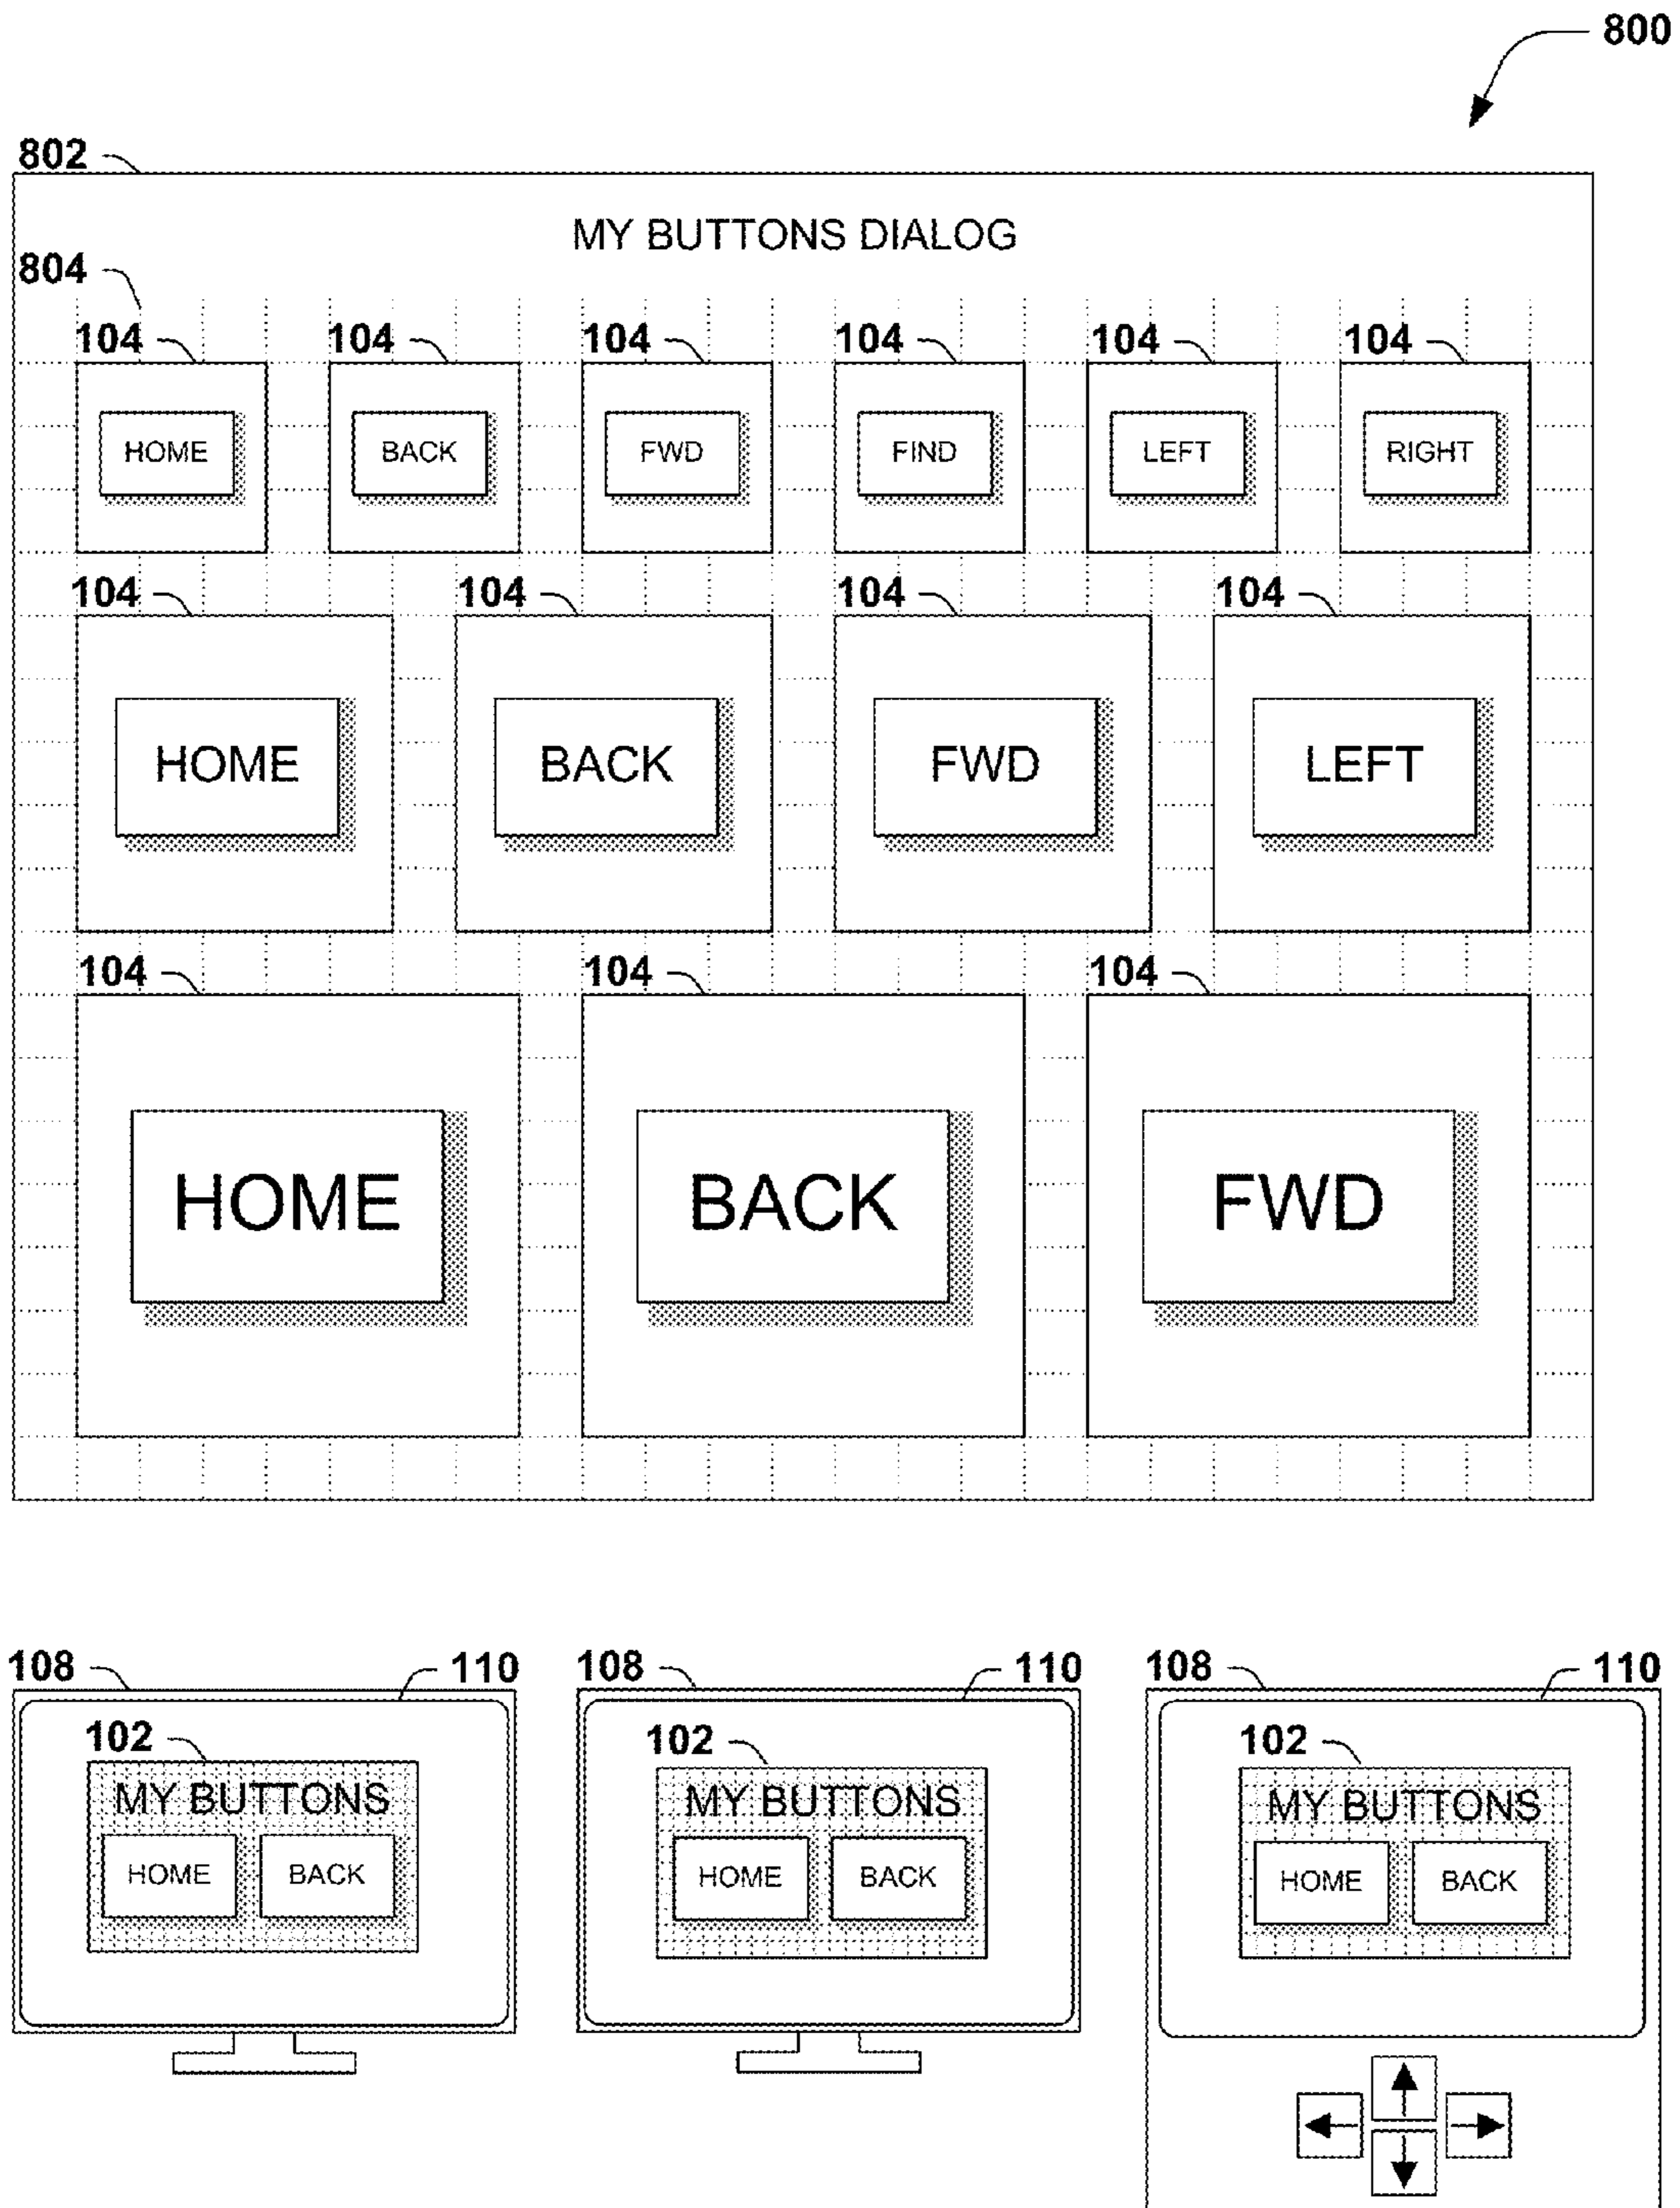 800
802
MY BUTTONS DIALOG
804
104 104 104 104 104 104
HOME BACK FWD FIND LEFT RIGHT
104 104 104 104
HOME BACK FWD LEFT
104 104 104
HOME BACK FWD
108 110 108 110 108 110
102 102 102
MY BUTTONS MY BUTTONS MY BUTTONS
HOME BACK HOME BACK HOME BACK